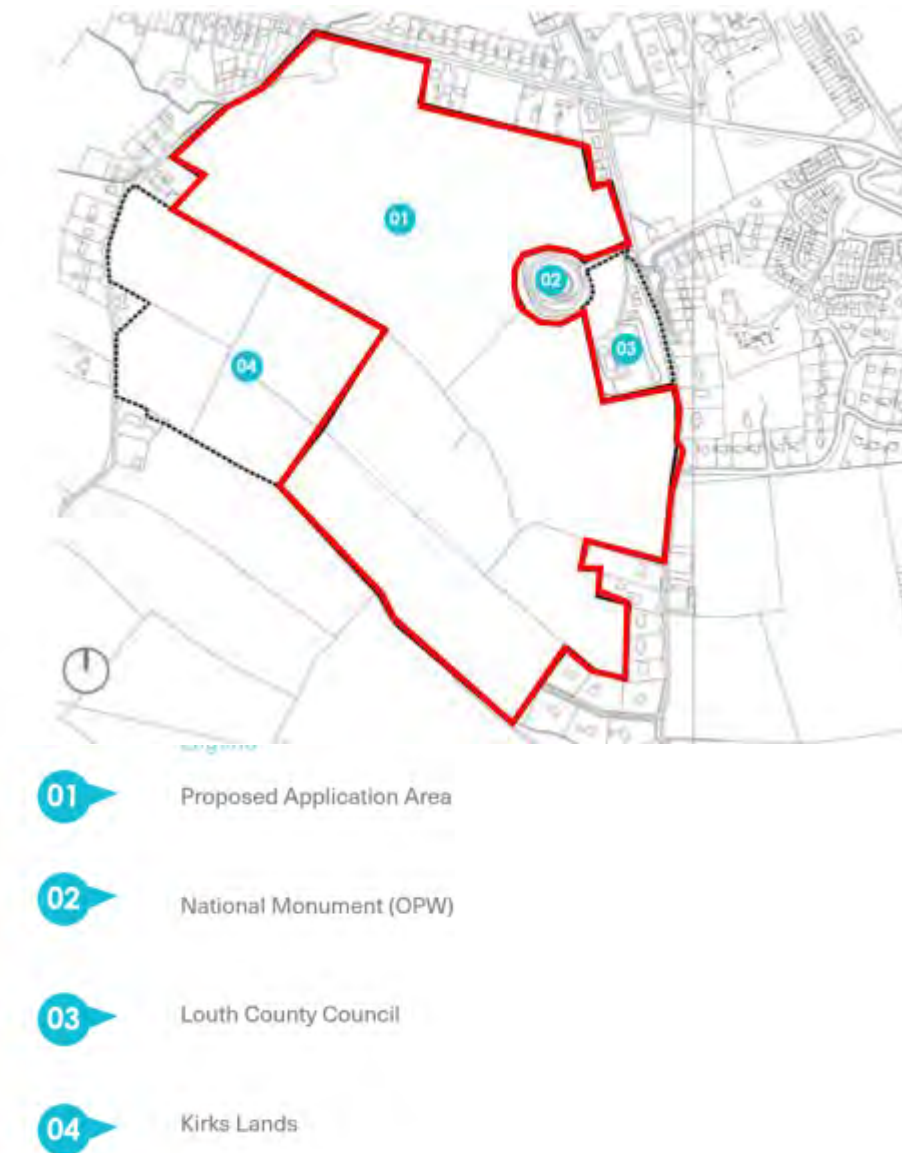 01
02
03
04
01 Proposed Application Area
02 National Monument (OPW)
03 Louth County Council
04 Kirks Lands